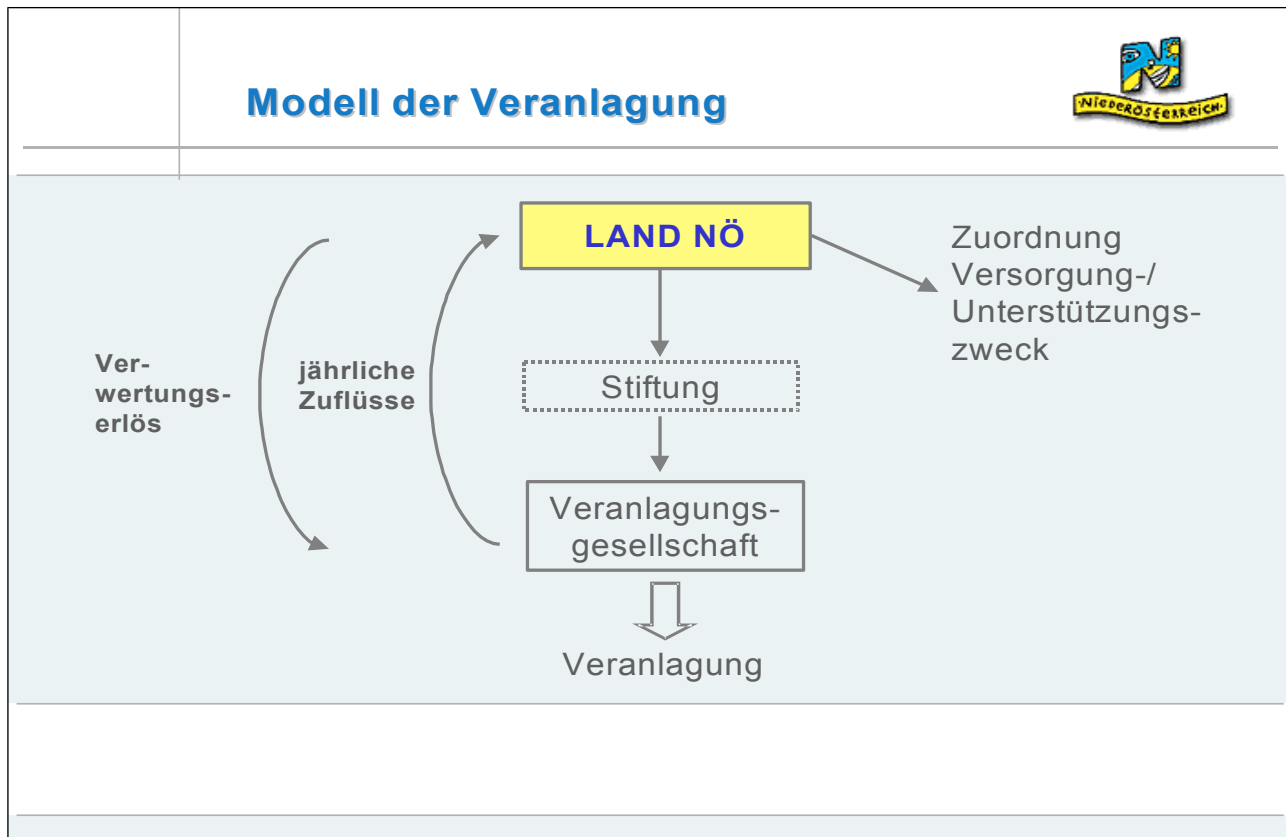 Modell der Veranlagung
NIEDERÖSTERREICH
LAND NÖ
Zuordnung
Versorgung-/
Unterstützungs-
zweck
Ver-
wertungs-
erlös
jährliche
Zuflüsse
Stiftung
Veranlagungs-
gesellschaft
Veranlagung